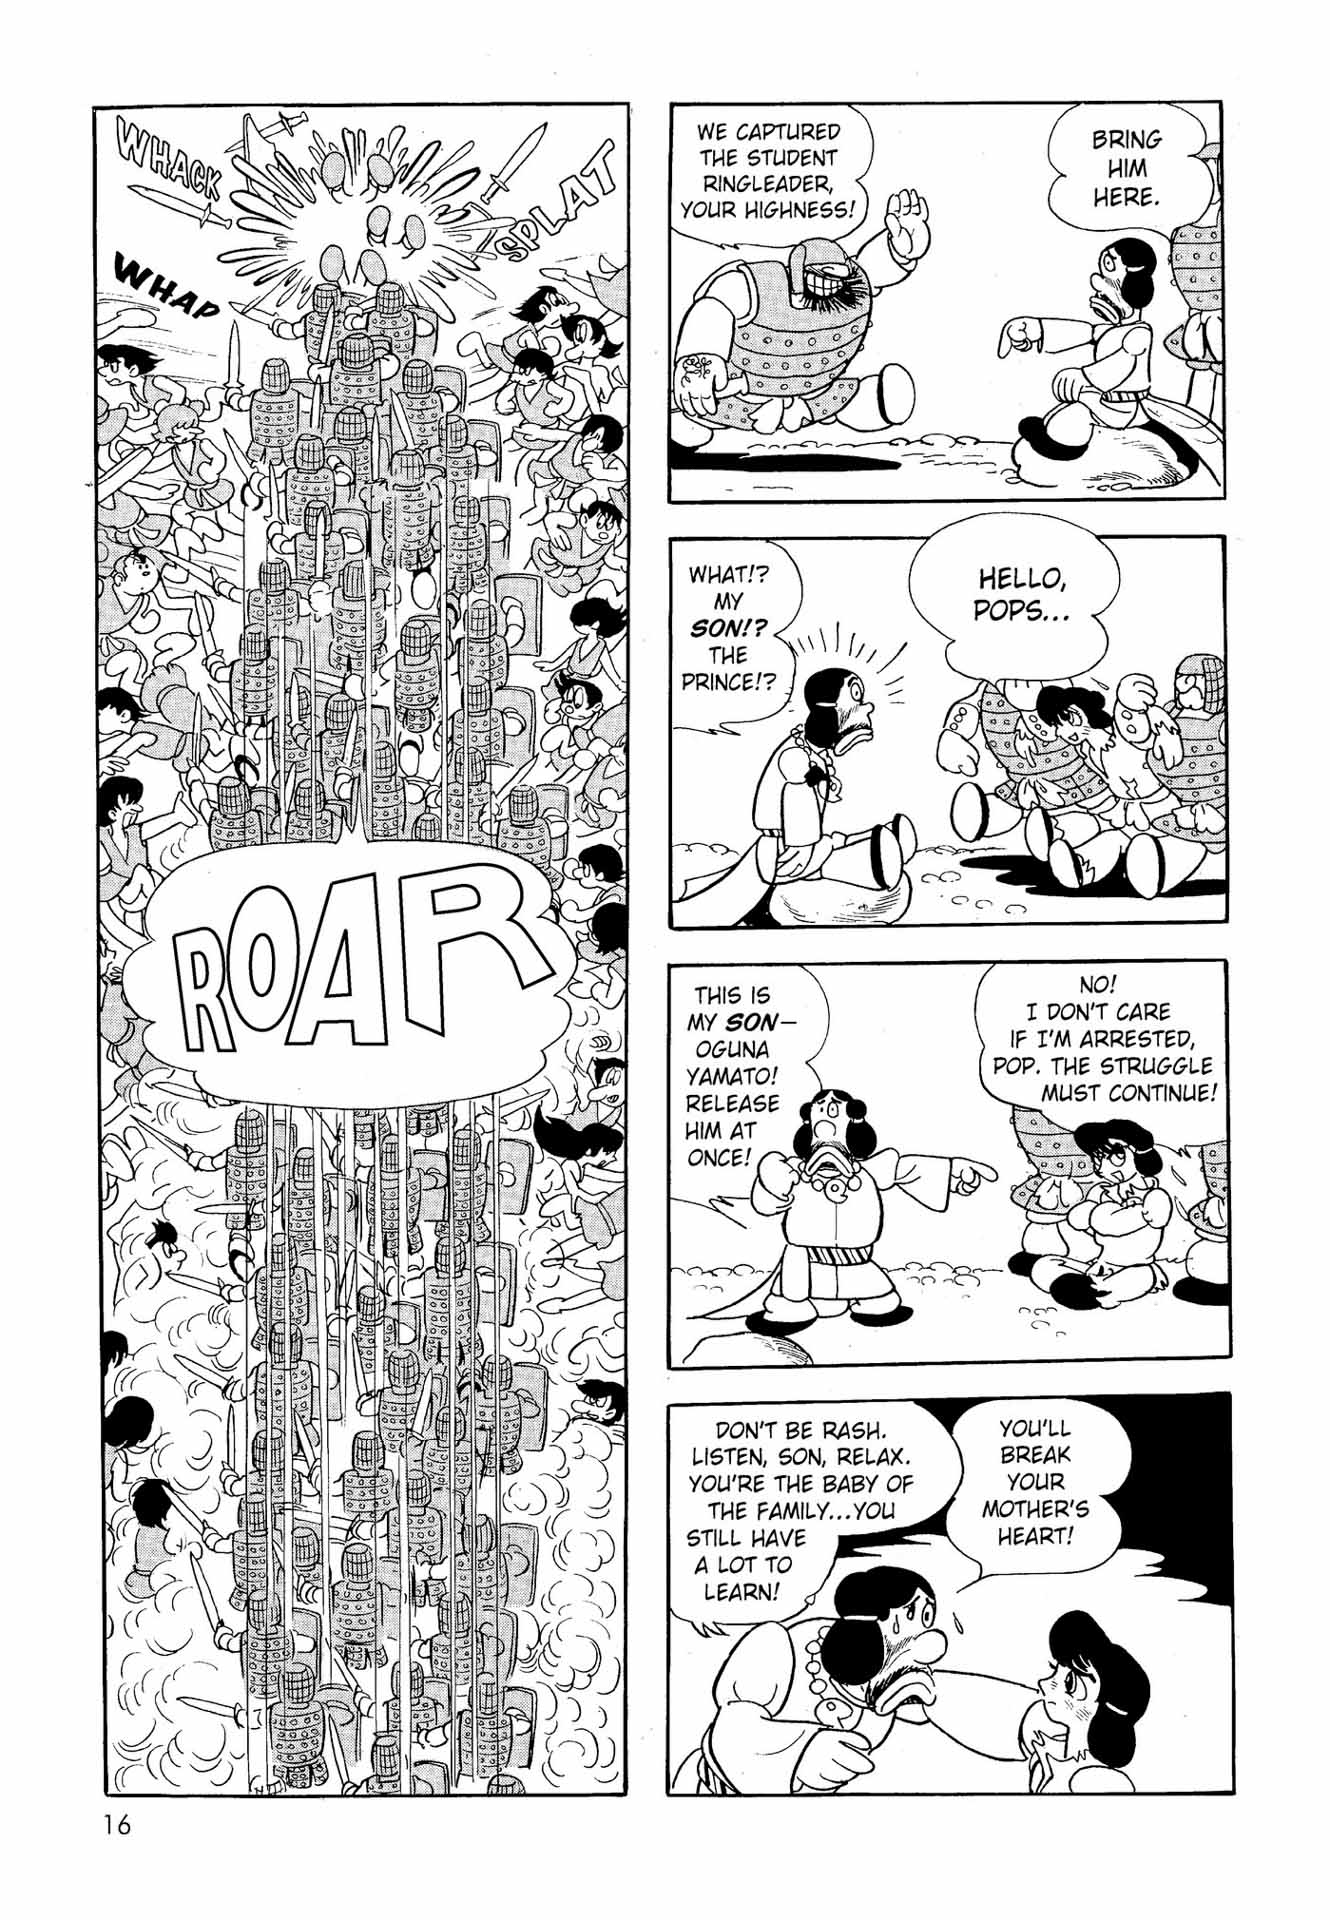 WHACK
SPLAT
WHAP
ROAR
WE CAPTURED
THE STUDENT
RINGLEADER,
YOUR HIGHNESS!
BRING
HIM
HERE.
WHAT!?
MY
SON!?
THE
PRINCE!?
HELLO,
POPS...
THIS IS
MY SON—
OGUNA
YAMATO!
RELEASE
HIM AT
ONCE!
NO!
I DON'T CARE
IF I'M ARRESTED,
POP. THE STRUGGLE
MUST CONTINUE!
DON'T BE RASH.
LISTEN, SON, RELAX.
YOU'RE THE BABY OF
THE FAMILY...YOU
STILL HAVE
A LOT TO
LEARN!
YOU'LL
BREAK
YOUR
MOTHER'S
HEART!
16